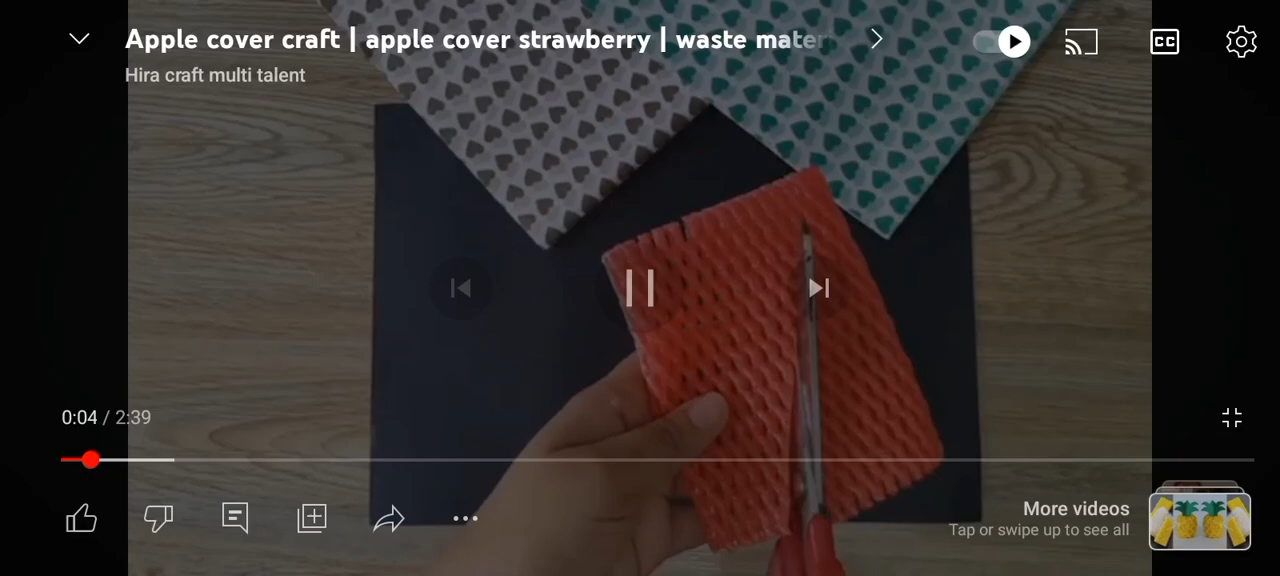 Apple cover craft | apple cover strawberry | waste mater
Hira craft multi talent
CC
0:04 / 2:39
More videos
Tap or swipe up to see all